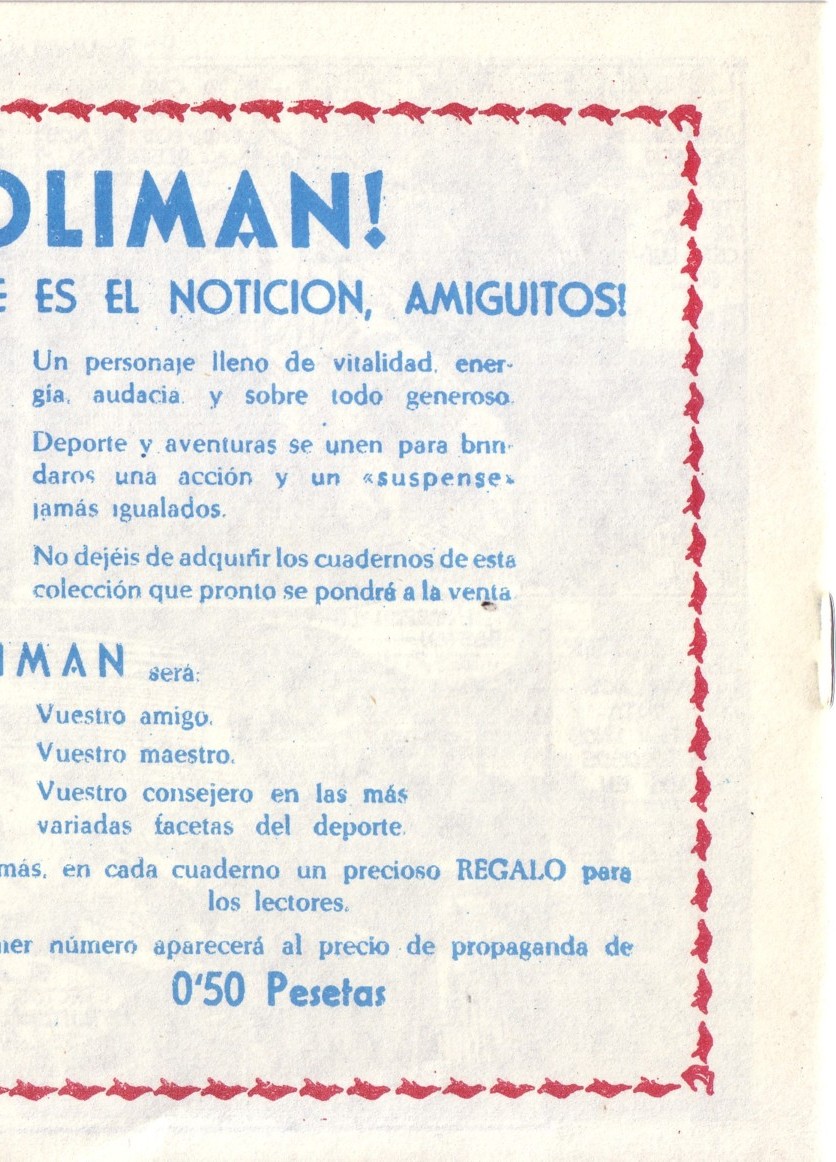 OLIMAN!
E ES EL NOTICION, AMIGUITOS!
Un personaje lleno de vitalidad, ener-
gía, audacia, y sobre todo generoso.
Deporte y aventuras se unen para brin-
daros una acción y un «suspense»
jamás igualados.
No dejéis de adquirir los cuadernos de esta
colección que pronto se pondrá a la venta.
IMAN será:
Vuestro amigo.
Vuestro maestro.
Vuestro consejero en las más
variadas facetas del deporte.
más, en cada cuaderno un precioso REGALO para
los lectores.
mer número aparecerá al precio de propaganda de
0'50 Pesetas